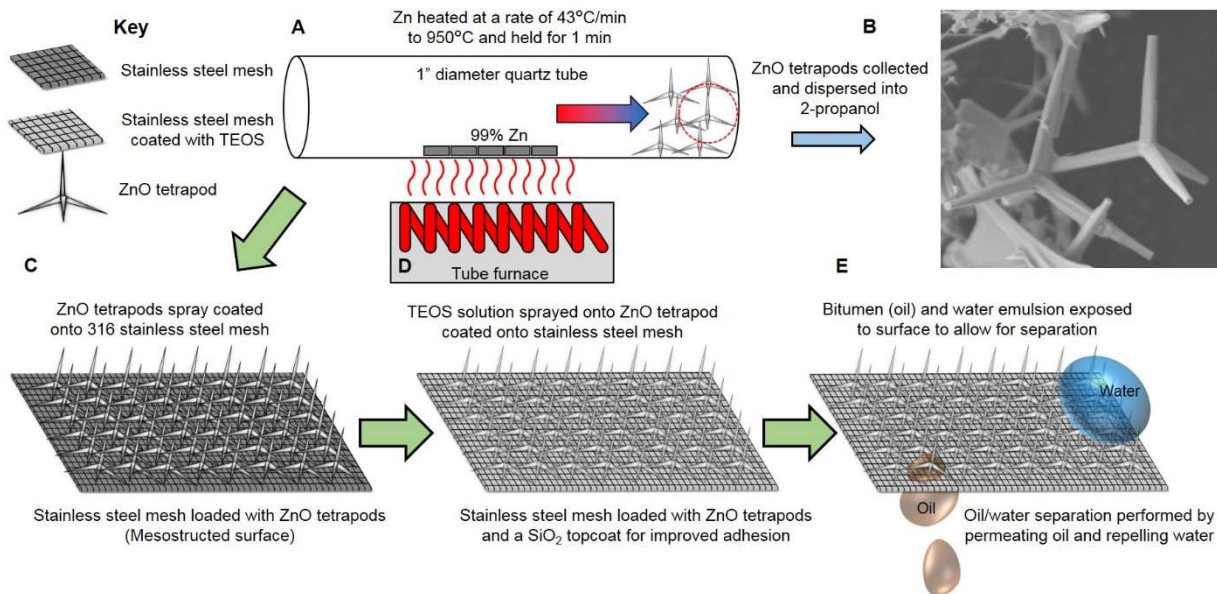 Key
Stainless steel mesh
Stainless steel mesh
coated with TEOS
ZnO tetrapod
A
Zn heated at a rate of 43°C/min
to 950°C and held for 1 min
1” diameter quartz tube
99% Zn
D
Tube furnace
B
ZnO tetrapods collected
and dispersed into
2-propanol
C
ZnO tetrapods spray coated
onto 316 stainless steel mesh
Stainless steel mesh loaded with ZnO tetrapods
(Mesostructed surface)
TEOS solution sprayed onto ZnO tetrapod
coated onto stainless steel mesh
Stainless steel mesh loaded with ZnO tetrapods
and a SiO₂ topcoat for improved adhesion
E
Bitumen (oil) and water emulsion exposed
to surface to allow for separation
Water
Oil
Oil/water separation performed by
permeating oil and repelling water